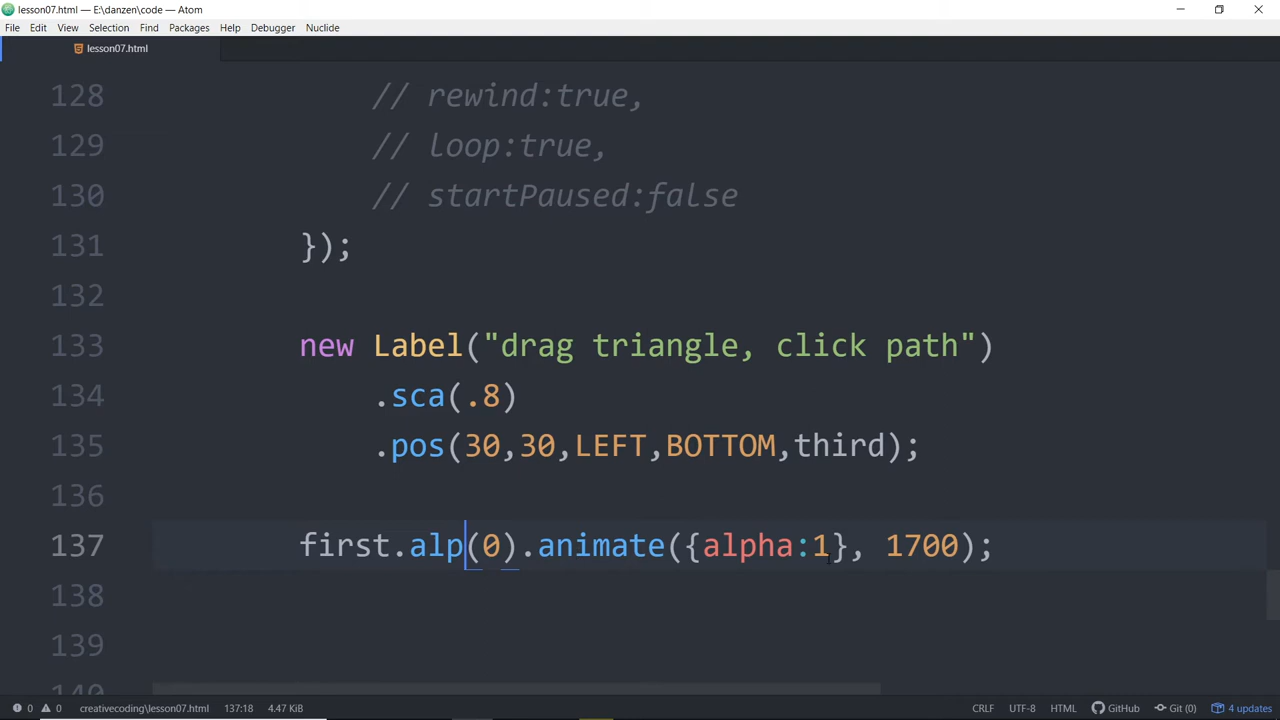 lesson07.html — E:\danzen\code — Atom
File Edit View Selection Find Packages Help Debugger Nuclide
lesson07.html
128 // rewind:true,
129 // loop:true,
130 // startPaused:false
131 });
132
133 new Label("drag triangle, click path")
134 .sca(.8)
135 .pos(30,30,LEFT,BOTTOM,third);
136
137 first.alp(0).animate({alpha:1}, 1700);
138
139
140
0 0 creativecoding\lesson07.html 137:18 4.47 KiB CRLF UTF-8 HTML GitHub Git (0) 4 updates